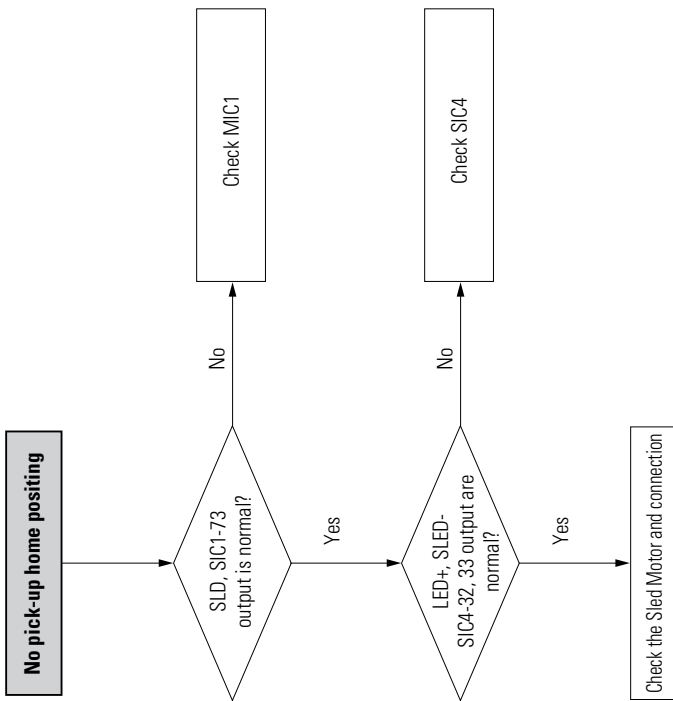 No pick-up home positing
SLD, SIC1-73
output is normal?
No
Check MIC1
Yes
LED+, SLED-
SIC4-32, 33 output are
normal?
No
Check SIC4
Yes
Check the Sled Motor and connection